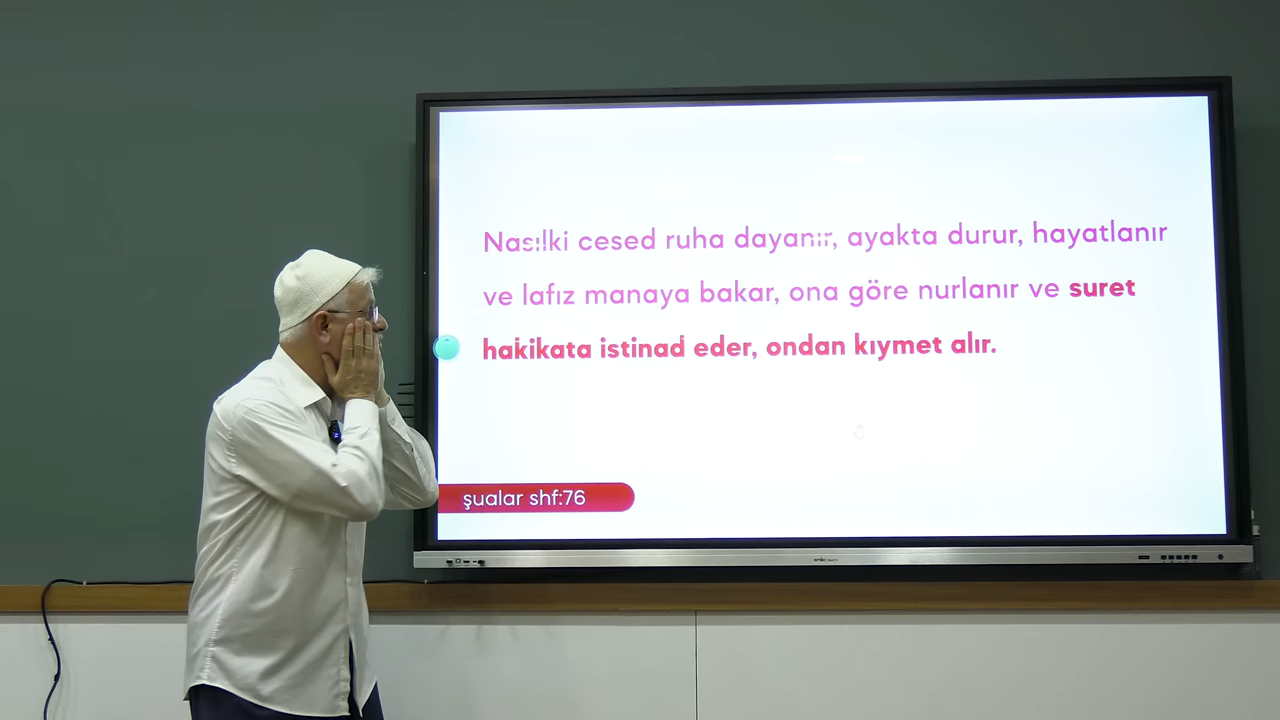 Nasılki cesed ruha dayanır, ayakta durur, hayatlanır
ve lafız manaya bakar, ona göre nurlanır ve suret
hakikata istinad eder, ondan kıymet alır.
şualar shf:76